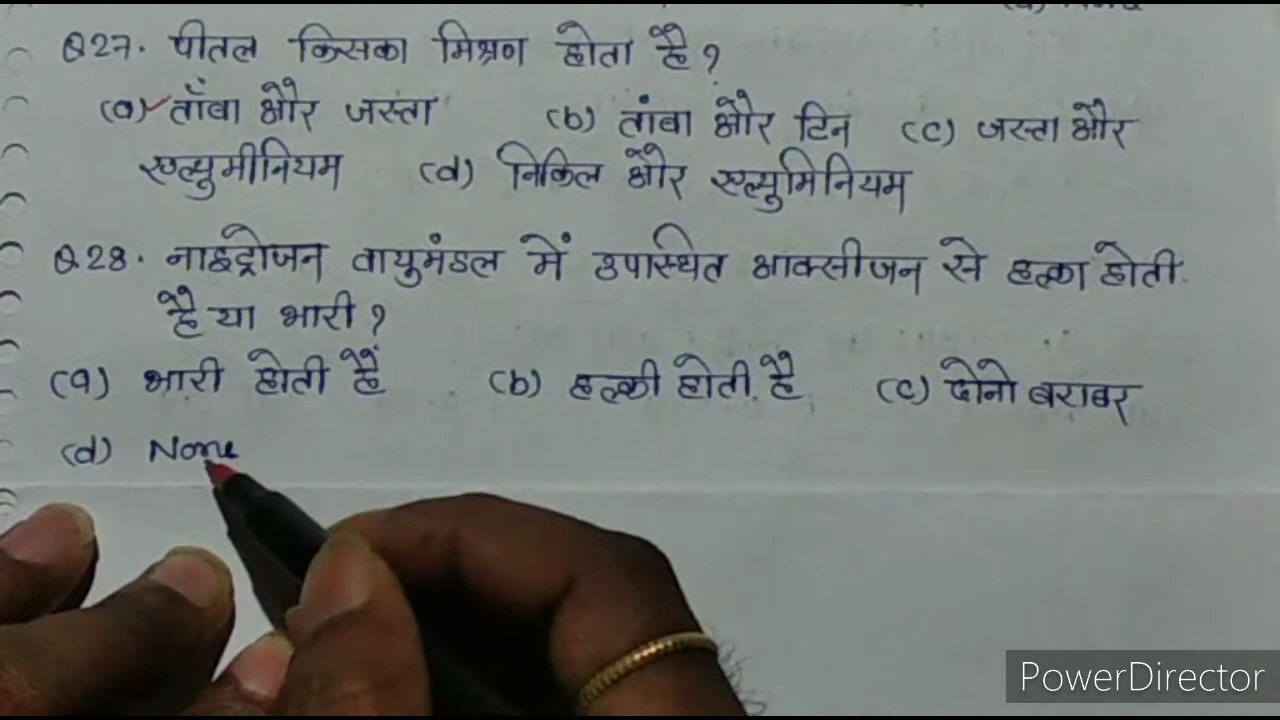 Q27. पीतल किसका मिश्रण होता है?
(a) ताँबा और जस्ता (b) तांबा और टिन (c) जस्ता और
एल्युमीनियम (d) निकिल और एल्युमिनियम
Q28. नाइट्रोजन वायुमंडल में उपस्थित आक्सीजन से हल्का होती
है या भारी?
(a) भारी होती हैं (b) हल्की होती है (c) दोनो बराबर
(d) None
PowerDirector